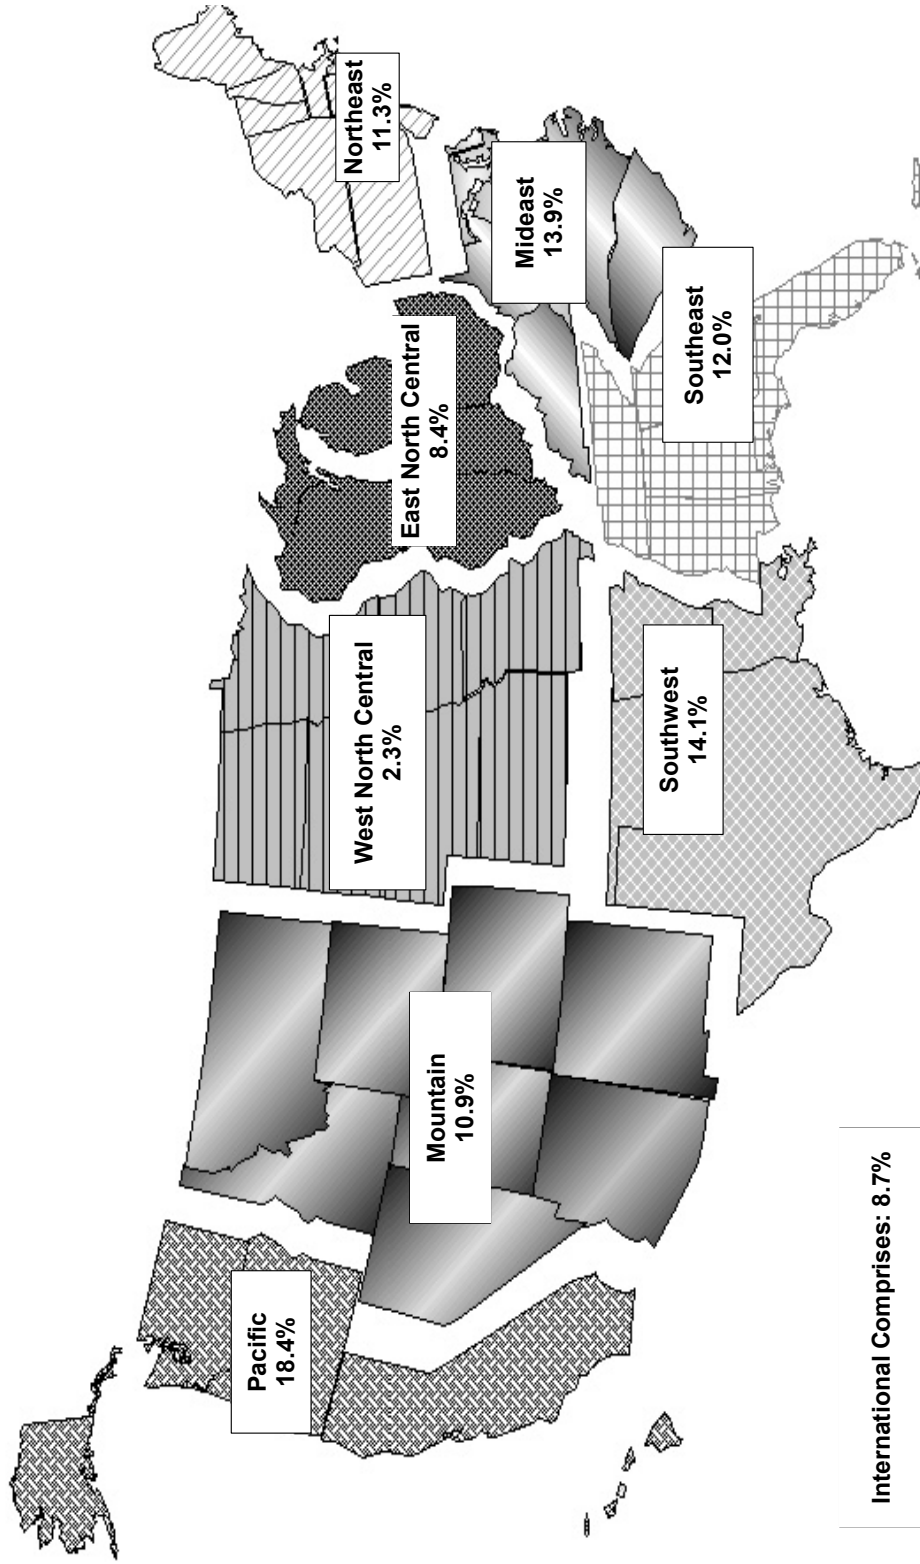 Northeast
11.3%
Mideast
13.9%
Southeast
12.0%
East North Central
8.4%
West North Central
2.3%
Southwest
14.1%
Mountain
10.9%
Pacific
18.4%
International Comprises: 8.7%